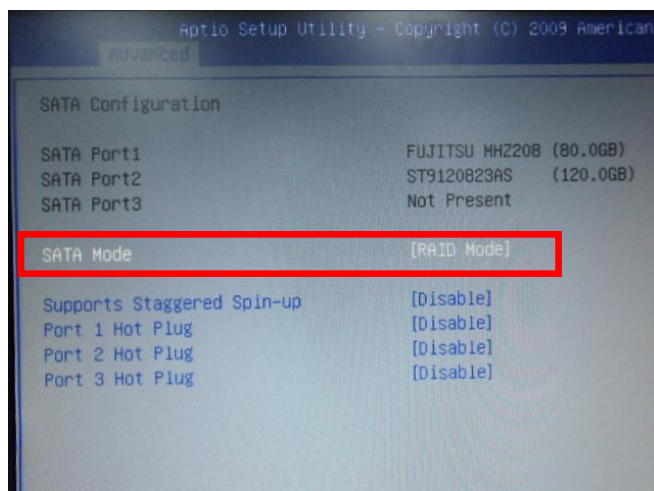 Aptio Setup Utility - Copyright (C) 2009 American
Advanced
SATA Configuration
SATA Port1 FUJITSU MHZ208 (80.0GB)
SATA Port2 ST9120823AS (120.0GB)
SATA Port3 Not Present
SATA Mode [RAID Mode]
Supports Staggered Spin-up [Disable]
Port 1 Hot Plug [Disable]
Port 2 Hot Plug [Disable]
Port 3 Hot Plug [Disable]